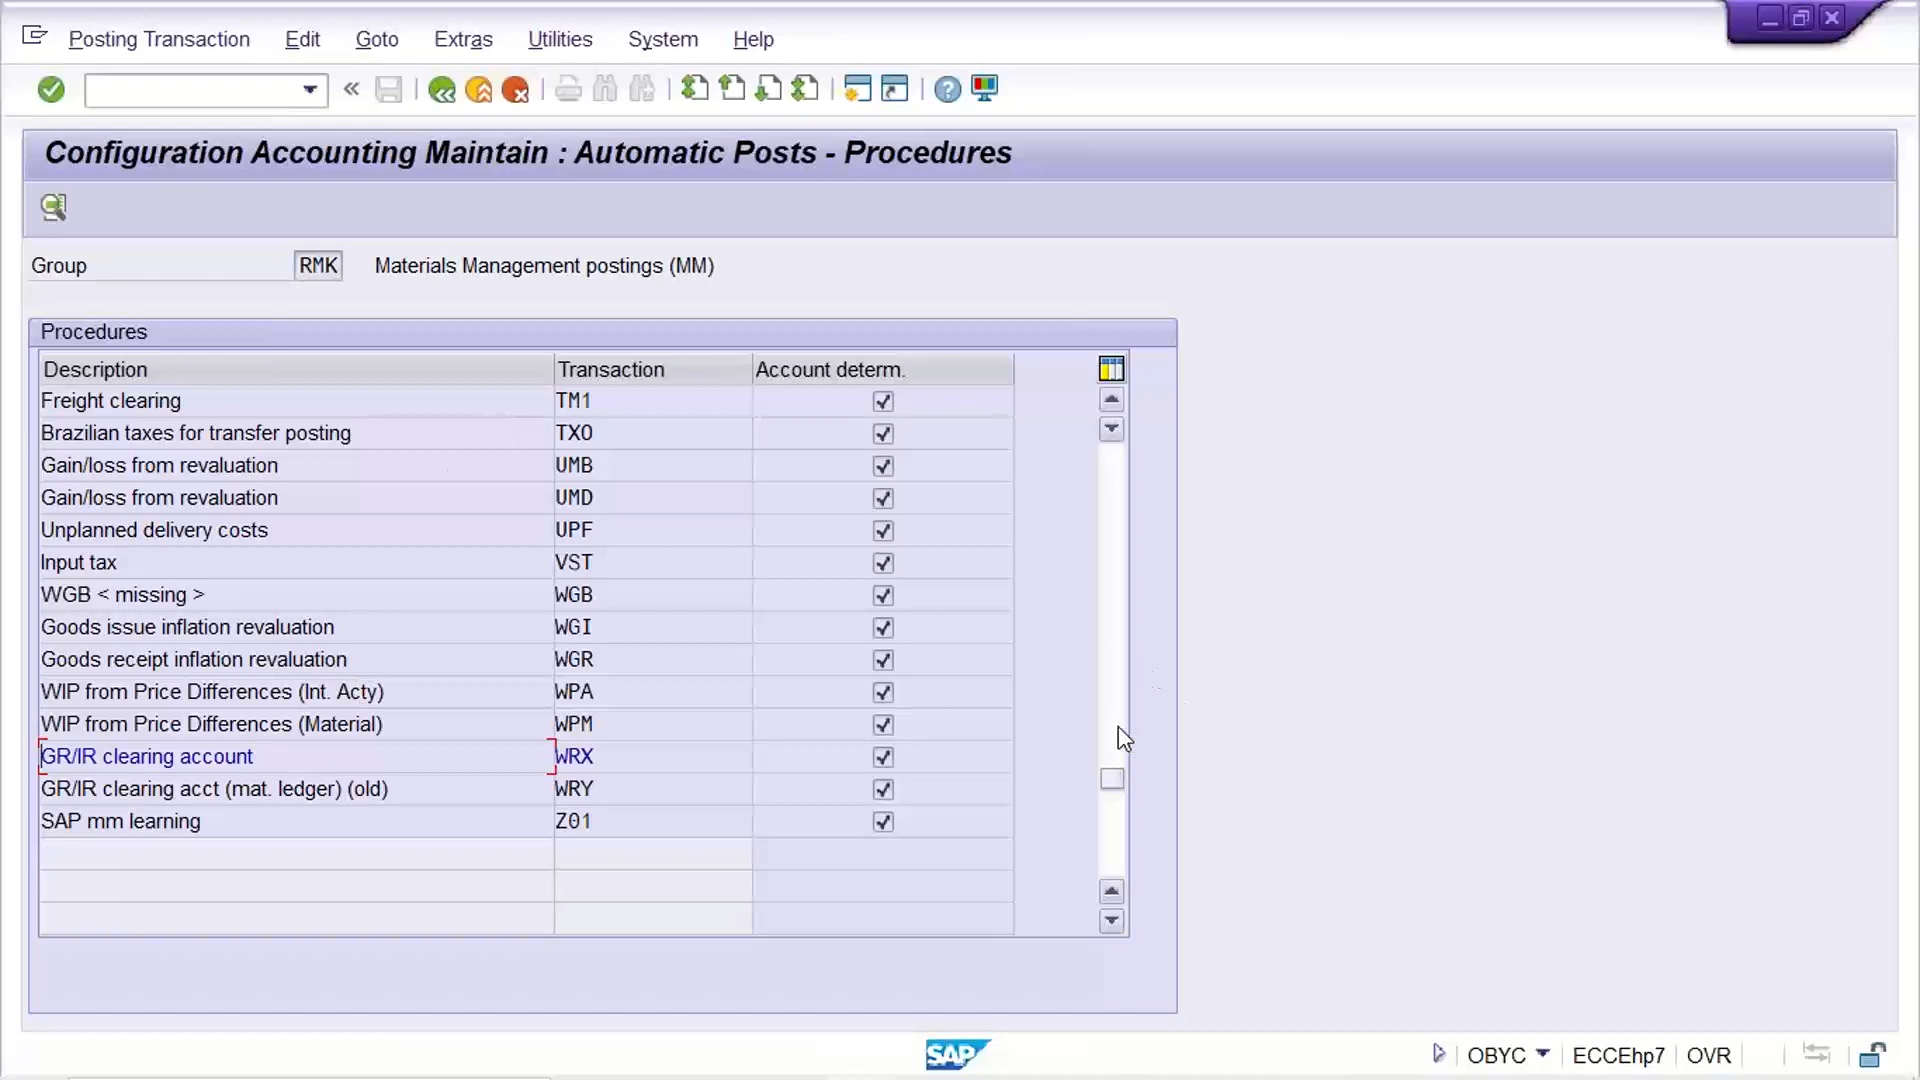 Posting Transaction Edit Goto Extras Utilities System Help
Configuration Accounting Maintain : Automatic Posts - Procedures
Group RMK Materials Management postings (MM)
Procedures
Description Transaction Account determ.
Freight clearing TM1
Brazilian taxes for transfer posting TXO
Gain/loss from revaluation UMB
Gain/loss from revaluation UMD
Unplanned delivery costs UPF
Input tax VST
WGB < missing > WGB
Goods issue inflation revaluation WGI
Goods receipt inflation revaluation WGR
WIP from Price Differences (Int. Acty) WPA
WIP from Price Differences (Material) WPM
GR/IR clearing account WRX
GR/IR clearing acct (mat. ledger) (old) WRY
SAP mm learning Z01
SAP OBYC ECCEhp7 OVR